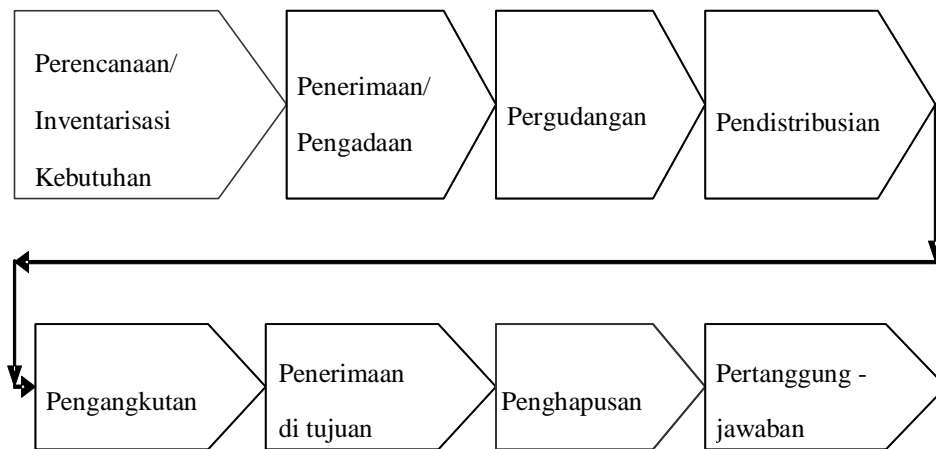 Perencanaan/
Inventarisasi
Kebutuhan
Penerimaan/
Pengadaan
Pergudangan
Pendistribusian
Pengangkutan
Penerimaan
di tujuan
Penghapusan
Pertanggung -
jawaban